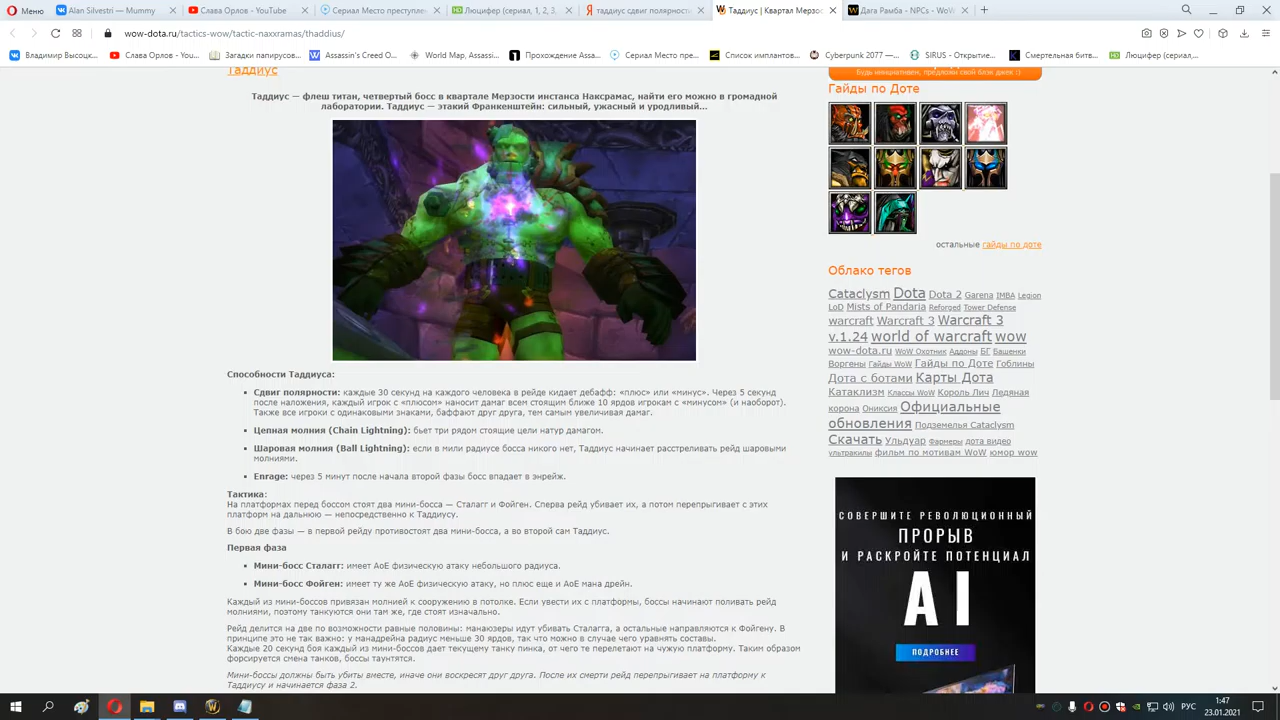 Меню
Alan Silvestri — Mummy
Слава Орлов - YouTube
Сериал Место преступлен
Люцифер (сериал, 1, 2, 3,
таддиус сдвиг полярност
Таддиус | Квартал Мерзос
Дага Рамба - NPCs - WoW
wow-dota.ru/tactics-wow/tactic-naxxramas/thaddius/
Владимир Высоцк...
Слава Орлов - You...
Загадки папирусов...
Assassin's Creed O...
World Map, Assassi...
Прохождение Assa...
Сериал Место пре...
Список имплантов...
Cyberpunk 2077 —...
SIRUS - Открытие...
Смертельная битв...
Люцифер (сериал,...
Таддиус
Таддиус — флеш титан, четвертый босс в квартале Мерзости инстанса Наксрамас, найти его можно в громадной
лаборатории. Таддиус — этакий Франкенштейн: сильный, ужасный и уродливый...
Способности Таддиуса:
Сдвиг полярности: каждые 30 секунд на каждого человека в рейде кидает дебафф: «плюс» или «минус». Через 5 секунд
после наложения, каждый игрок с «плюсом» наносит дамаг всем стоящим ближе 10 ярдов игрокам с «минусом» (и наоборот).
Также все игроки с одинаковыми знаками, баффают друг друга, тем самым увеличивая дамаг.
Цепная молния (Chain Lightning): бьет три рядом стоящие цели натур дамагом.
Шаровая молния (Ball Lightning): если в мили радиусе босса никого нет, Таддиус начинает расстреливать рейд шаровыми
молниями.
Enrage: через 5 минут после начала второй фазы босс впадает в энрейж.
Тактика:
На платформах перед боссом стоят два мини-босса — Сталагг и Фойген. Сперва рейд убивает их, а потом перепрыгивает с этих
платформ на дальнюю — непосредственно к Таддиусу.
В бою две фазы — в первой рейду противостоят два мини-босса, а во второй сам Таддиус.
Первая фаза
Мини-босс Сталагг: имеет АоЕ физическую атаку небольшого радиуса.
Мини-босс Фойген: имеет ту же АоЕ физическую атаку, но плюс еще и АоЕ мана дрейн.
Каждый из мини-боссов привязан молнией к сооружению в потолке. Если увести их с платформы, боссы начинают поливать рейд
молниями, поэтому танкуются они там же, где стоят изначально.
Рейд делится на две по возможности равные половины: манаюзеры идут убивать Сталагга, а остальные направляются к Фойгену. В
принципе это не так важно: у манадрейна радиус меньше 30 ярдов, так что можно в случае чего уравнять составы.
Каждые 20 секунд боя каждый из мини-боссов дает текущему танку пинка, от чего те перелетают на чужую платформу. Таким образом
форсируется смена танков, боссы таунтятся.
Мини-боссы должны быть убиты вместе, иначе они воскресят друг друга. После их смерти рейд перепрыгивает на платформу к
Таддиусу и начинается фаза 2.
Будь инициативен, предложи свой блэк джек :)
Гайды по Доте
остальные гайды по доте
Облако тегов
Cataclysm Dota Dota 2 Garena IMBA Legion
LoD Mists of Pandaria Reforged Tower Defense
warcraft Warcraft 3 Warcraft 3
v.1.24 world of warcraft wow
wow-dota.ru WoW Охотник Аддоны БГ Башенки
Воргены Гайды WoW Гайды по Доте Гоблины
Дота с ботами Карты Дота
Катаклизм Классы WoW Король Лич Ледяная
корона Ониксия Официальные
обновления Подземелья Cataclysm
Скачать Ульдуар Фармеры дота видео
ультракилы фильм по мотивам WoW юмор wow
СОВЕРШИТЕ РЕВОЛЮЦИОННЫЙ
ПРОРЫВ
И РАСКРОЙТЕ ПОТЕНЦИАЛ
AI
ПОДРОБНЕЕ
РУС
1:47
23.01.2021